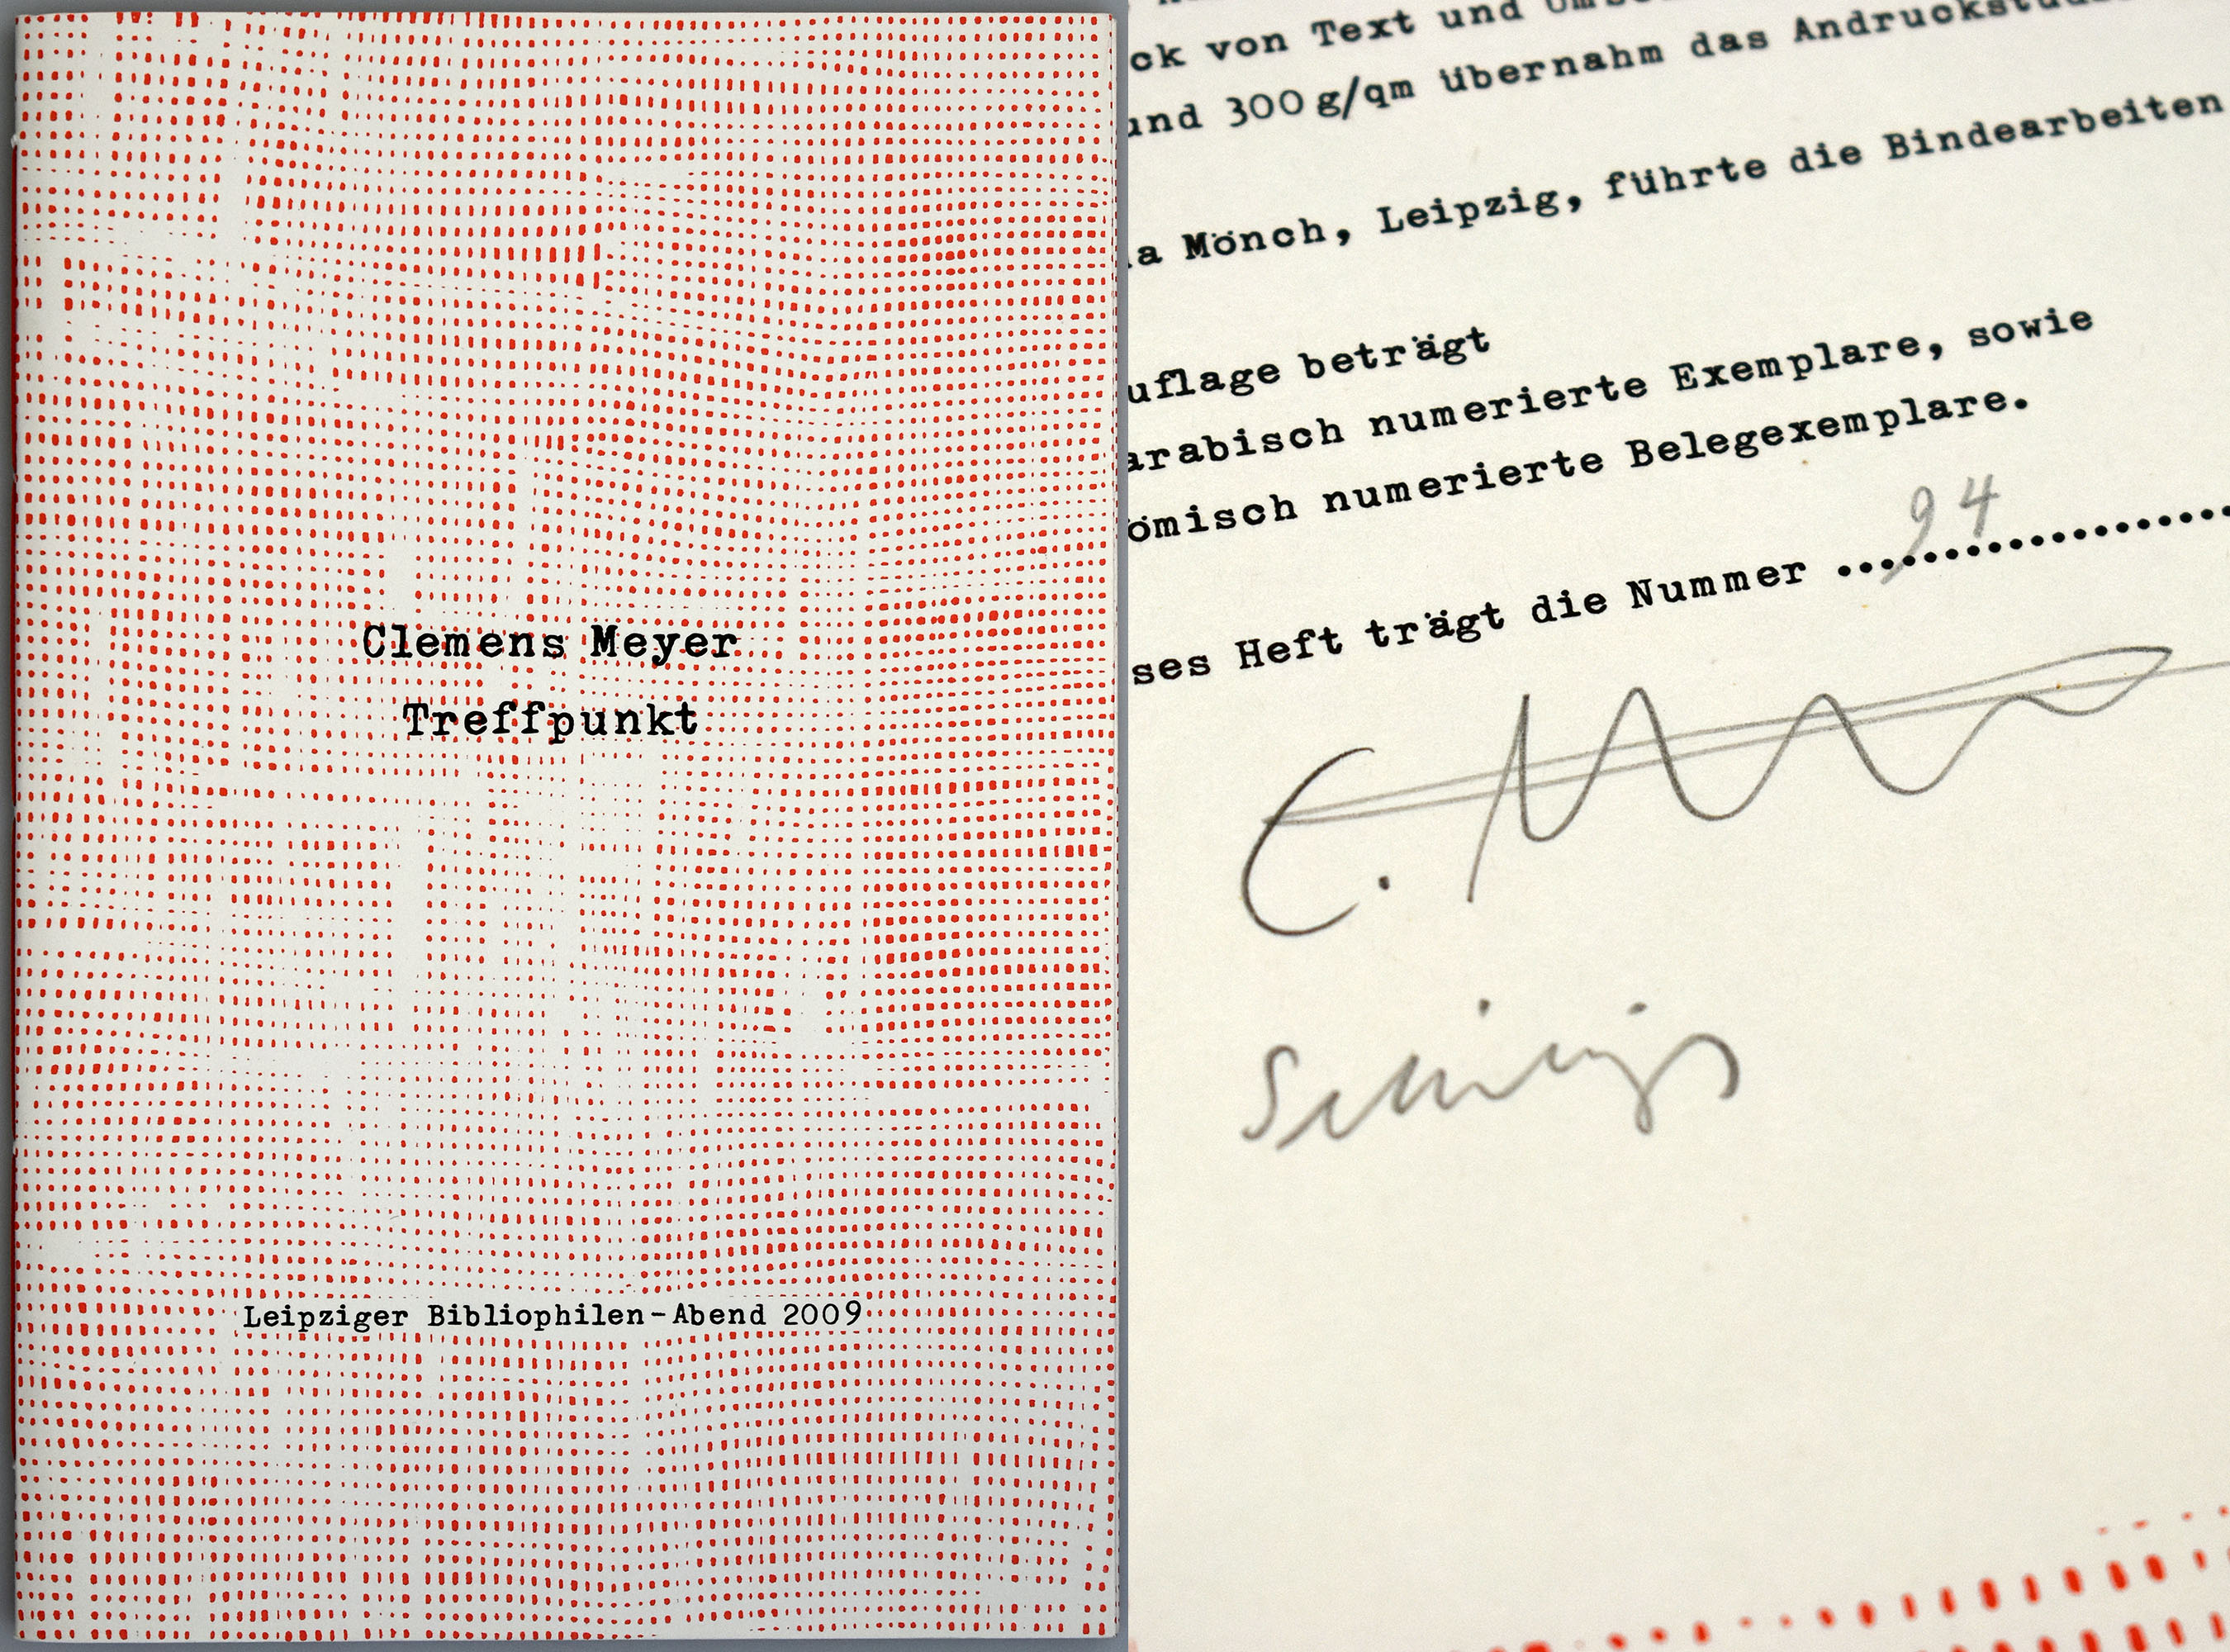 Clemens Meyer
Treffpunkt
Leipziger Bibliophilen-Abend 2009
ck von Text und
und 300 g/qm übernahm das
a Mönch, Leipzig, führte die Bindearbeiten
uflage beträgt
arabisch numerierte Exemplare, sowie
ömisch numerierte Belegexemplare.
ses Heft trägt die Nummer ..................
94
C. M